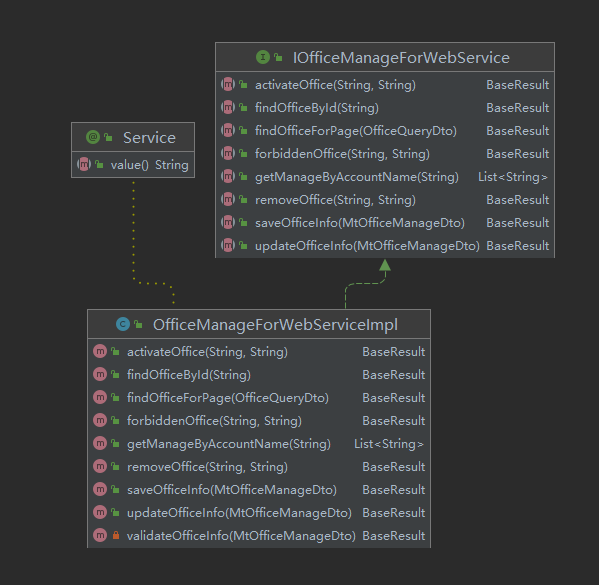 IOfficeManageForWebService
activateOffice(String, String) BaseResult
findOfficeById(String) BaseResult
findOfficeForPage(OfficeQueryDto) BaseResult
forbiddenOffice(String, String) BaseResult
getManageByAccountName(String) List<String>
removeOffice(String, String) BaseResult
saveOfficeInfo(MtOfficeManageDto) BaseResult
updateOfficeInfo(MtOfficeManageDto) BaseResult
Service
value() String
OfficeManageForWebServiceImpl
activateOffice(String, String) BaseResult
findOfficeById(String) BaseResult
findOfficeForPage(OfficeQueryDto) BaseResult
forbiddenOffice(String, String) BaseResult
getManageByAccountName(String) List<String>
removeOffice(String, String) BaseResult
saveOfficeInfo(MtOfficeManageDto) BaseResult
updateOfficeInfo(MtOfficeManageDto) BaseResult
validateOfficeInfo(MtOfficeManageDto) BaseResult